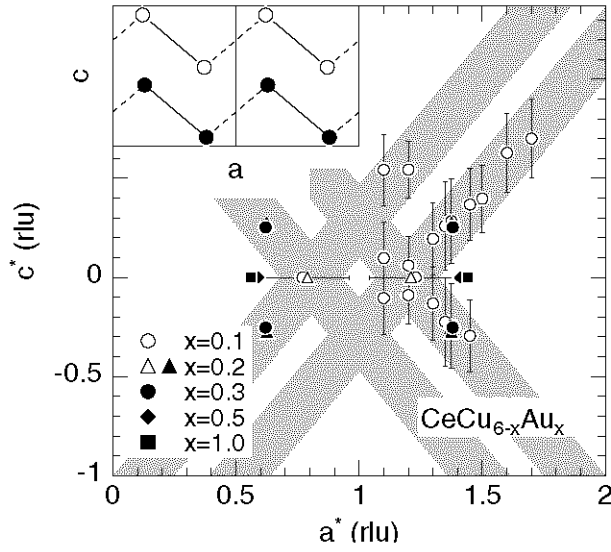 c
a
c* (rlu)
0
-0.5
-1
x=0.1
x=0.2
x=0.3
x=0.5
x=1.0
CeCu6-xAux
0
0.5
1
1.5
2
a* (rlu)